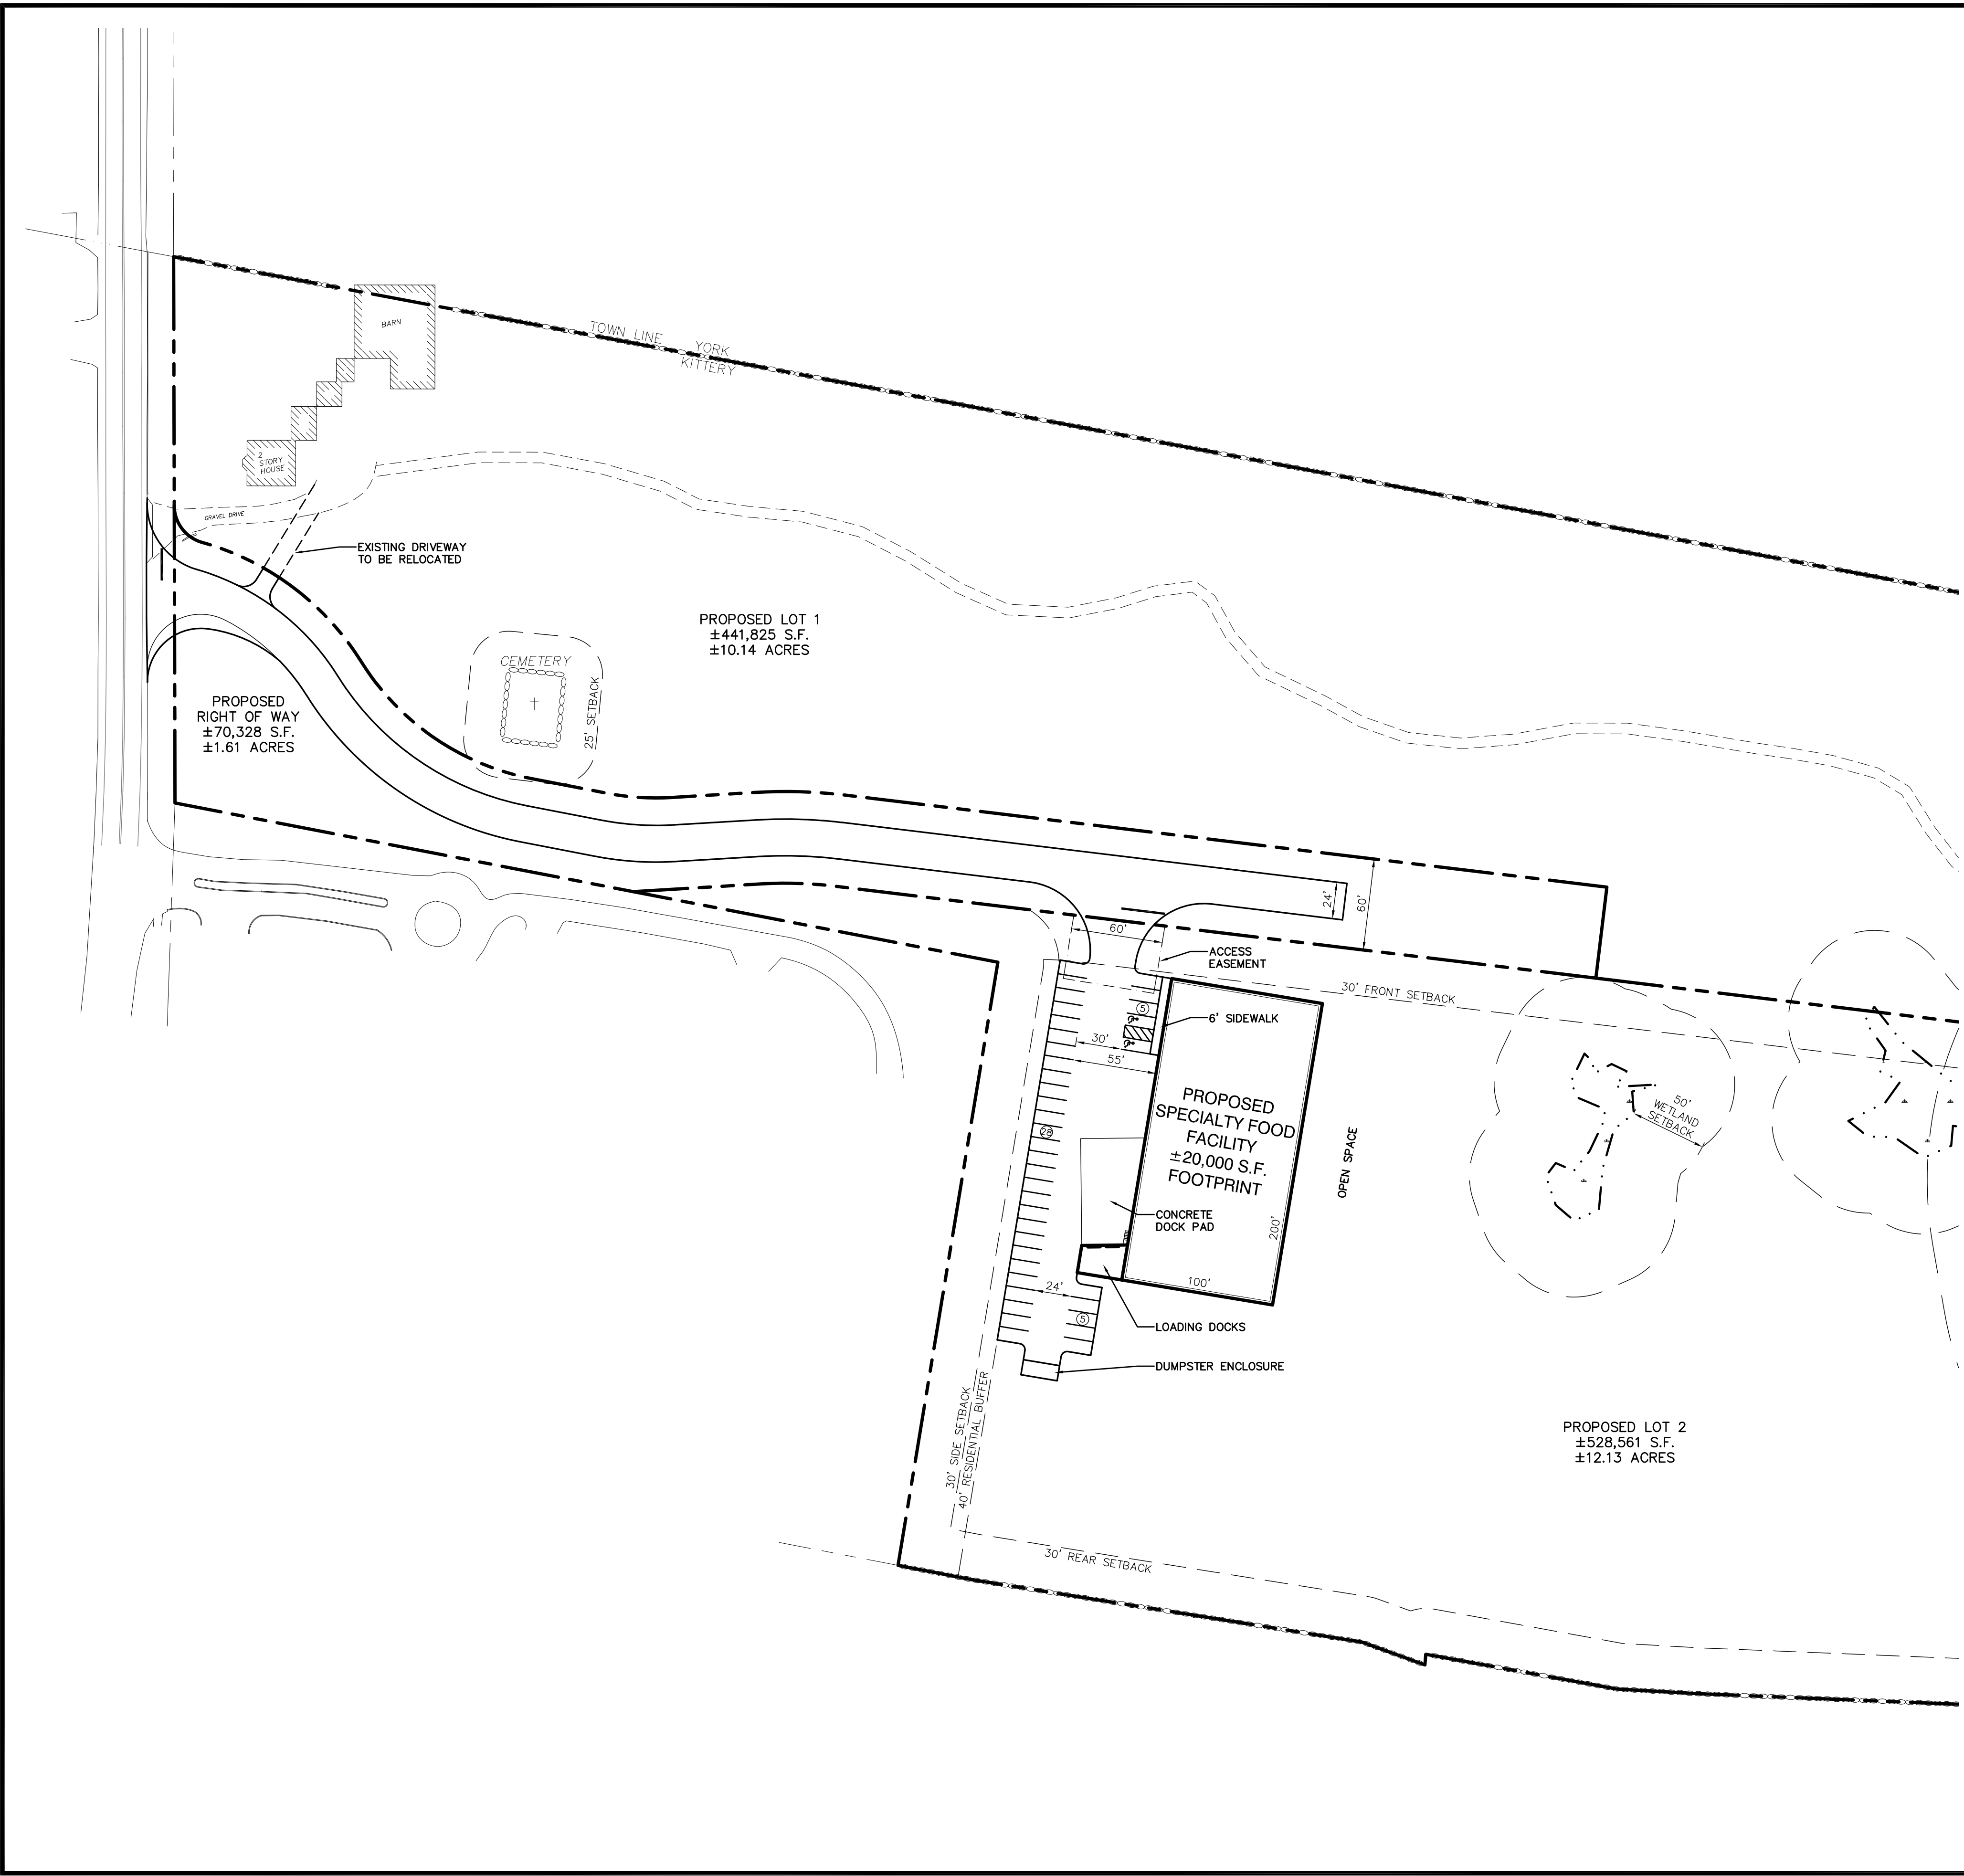 BARN
TOWN LINE
YORK
KITTERY
2
STORY
HOUSE
GRAVEL DRIVE
EXISTING DRIVEWAY
TO BE RELOCATED
PROPOSED LOT 1
±441,825 S.F.
±10.14 ACRES
CEMETERY
25' SETBACK
PROPOSED
RIGHT OF WAY
±70,328 S.F.
±1.61 ACRES
24'
60'
60'
ACCESS
EASEMENT
30' FRONT SETBACK
5
6' SIDEWALK
30'
55'
28
PROPOSED
SPECIALTY FOOD
FACILITY
±20,000 S.F.
FOOTPRINT
OPEN SPACE
50'
WETLAND
SETBACK
CONCRETE
DOCK PAD
200'
100'
24'
5
LOADING DOCKS
DUMPSTER ENCLOSURE
30' SIDE SETBACK
40' RESIDENTIAL BUFFER
PROPOSED LOT 2
±528,561 S.F.
±12.13 ACRES
30' REAR SETBACK